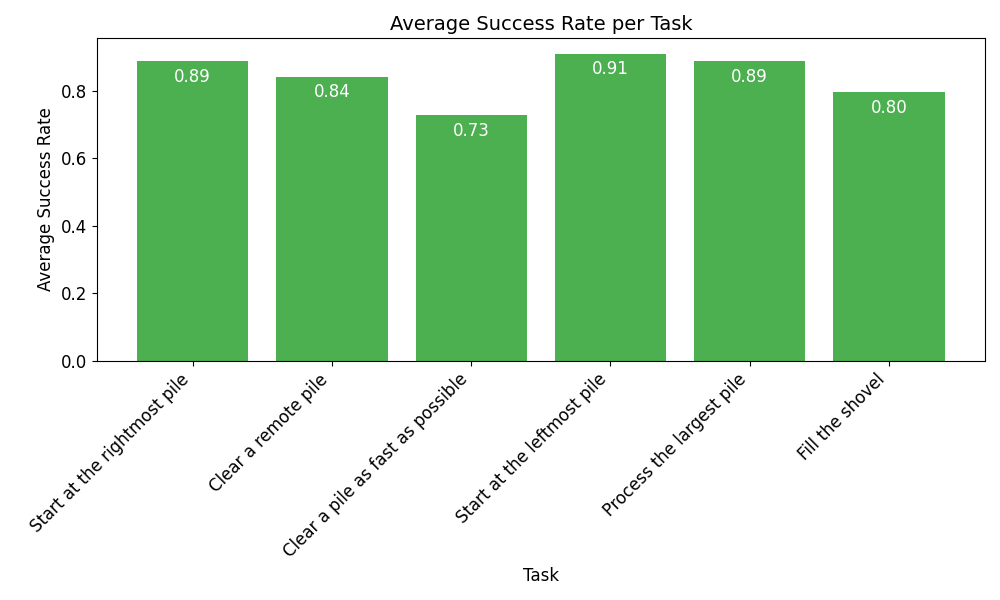 Average Success Rate per Task
Average Success Rate
0.8
0.6
0.4
0.2
0.0
0.89
0.84
0.73
0.91
0.89
0.80
Start at the rightmost pile
Clear a remote pile
Clear a pile as fast as possible
Start at the leftmost pile
Process the largest pile
Fill the shovel
Task